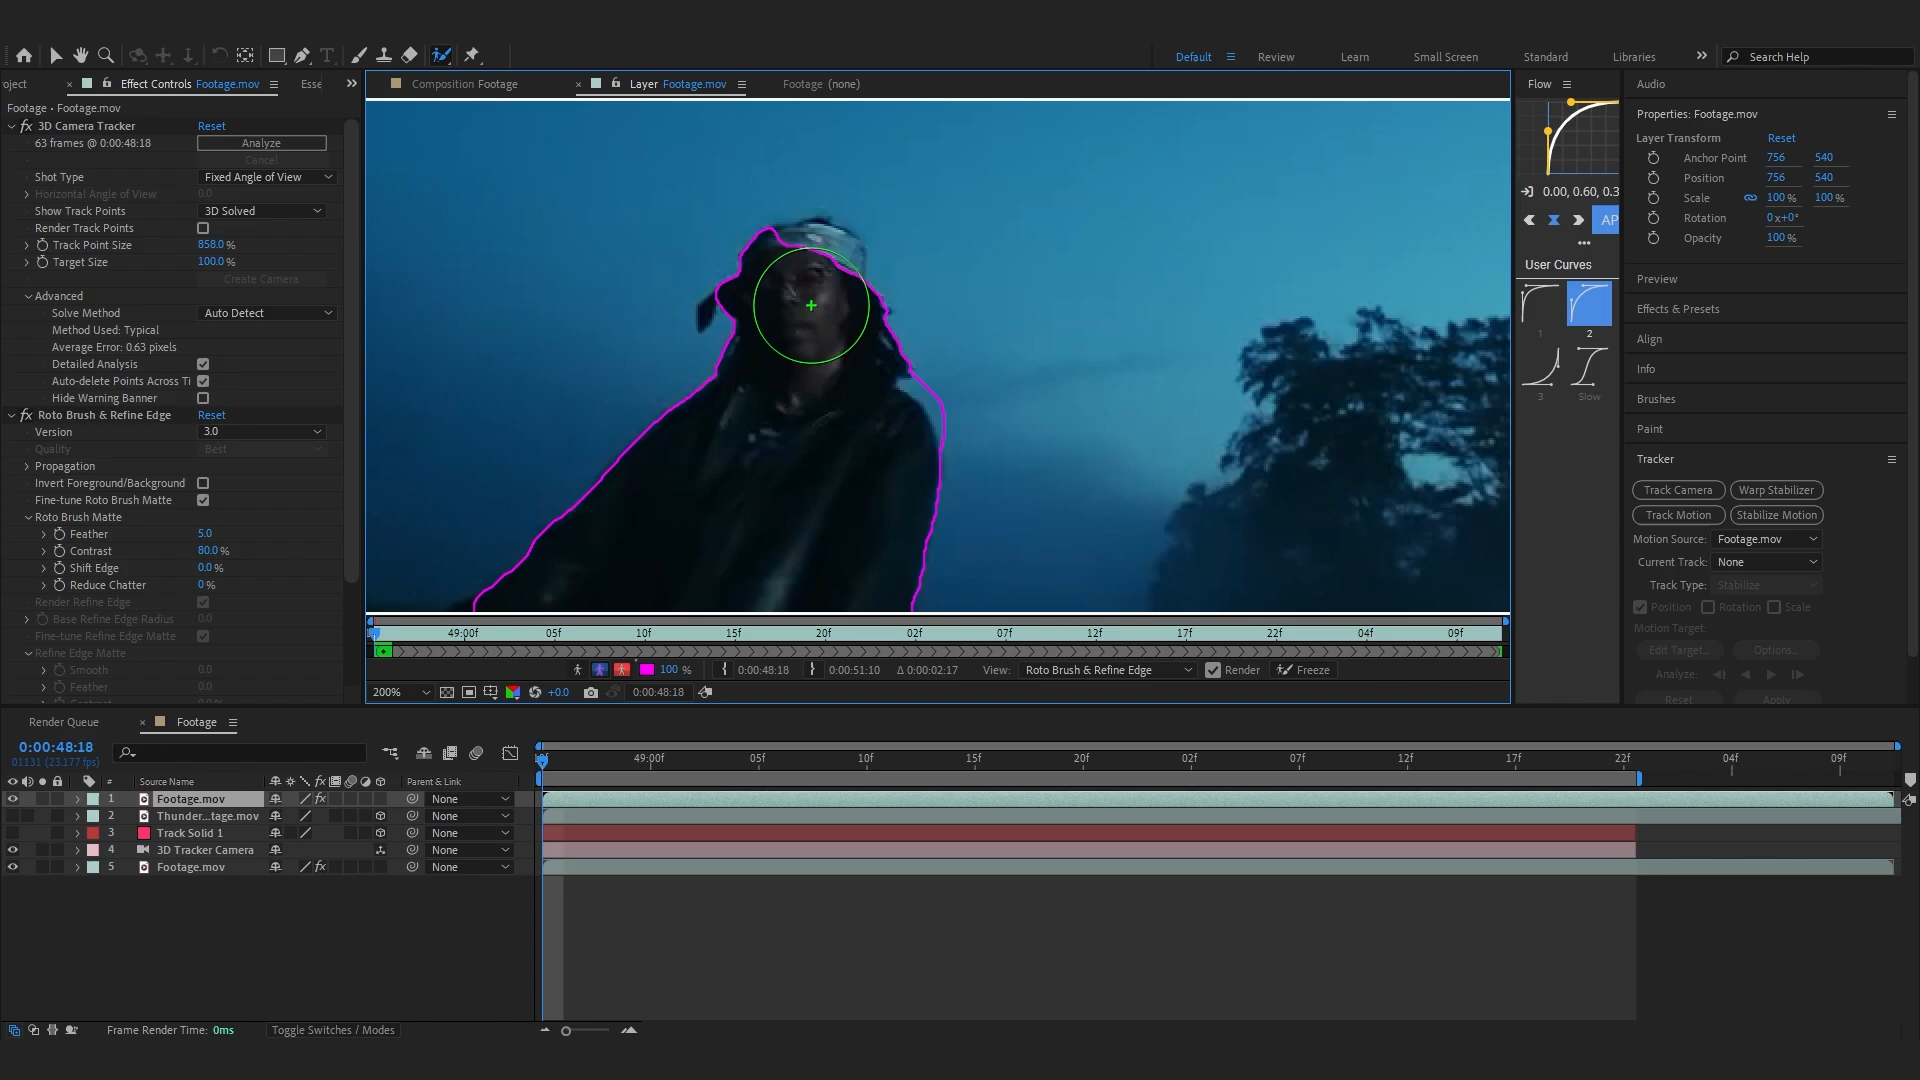 Default
Review
Learn
Small Screen
Standard
Libraries
Search Help
oject
Effect Controls Footage.mov
Esse
Composition Footage
Layer Footage.mov
Footage (none)
Flow
Audio
Footage • Footage.mov
3D Camera Tracker Reset
63 frames @ 0:00:48:18 Analyze
Cancel
Shot Type Fixed Angle of View
Horizontal Angle of View 0.0
Show Track Points 3D Solved
Render Track Points
Track Point Size 858.0 %
Target Size 100.0 %
Create Camera
Advanced
Solve Method Auto Detect
Method Used: Typical
Average Error: 0.63 pixels
Detailed Analysis
Auto-delete Points Across Ti
Hide Warning Banner
Roto Brush & Refine Edge Reset
Version 3.0
Quality Best
Propagation
Invert Foreground/Background
Fine-tune Roto Brush Matte
Roto Brush Matte
Feather 5.0
Contrast 80.0 %
Shift Edge 0.0 %
Reduce Chatter 0 %
Render Refine Edge
Base Refine Edge Radius 0.0
Fine-tune Refine Edge Matte
Refine Edge Matte
Smooth 0.0
Feather 0.0
49:00f 05f 10f 15f 20f 02f 07f 12f 17f 22f 04f 09f
100 % 0:00:48:18 0:00:51:10 Δ 0:00:02:17 View: Roto Brush & Refine Edge Render Freeze
200% +0.0 0:00:48:18
0.00, 0.60, 0.3
AP
User Curves
1
2
3
Slow
Properties: Footage.mov
Layer Transform Reset
Anchor Point 756 540
Position 756 540
Scale 100 % 100 %
Rotation 0x+0°
Opacity 100 %
Preview
Effects & Presets
Align
Info
Brushes
Paint
Tracker
Track Camera Warp Stabilizer
Track Motion Stabilize Motion
Motion Source: Footage.mov
Current Track: None
Track Type: Stabilize
Position Rotation Scale
Motion Target:
Edit Target... Options...
Analyze:
Reset Apply
Render Queue
Footage
0:00:48:18
01131 (23.177 fps)
49:00f 05f 10f 15f 20f 02f 07f 12f 17f 22f 04f 09f
# Source Name Parent & Link
1 Footage.mov None
2 Thunder...tage.mov None
3 Track Solid 1 None
4 3D Tracker Camera None
5 Footage.mov None
Frame Render Time: 0ms
Toggle Switches / Modes